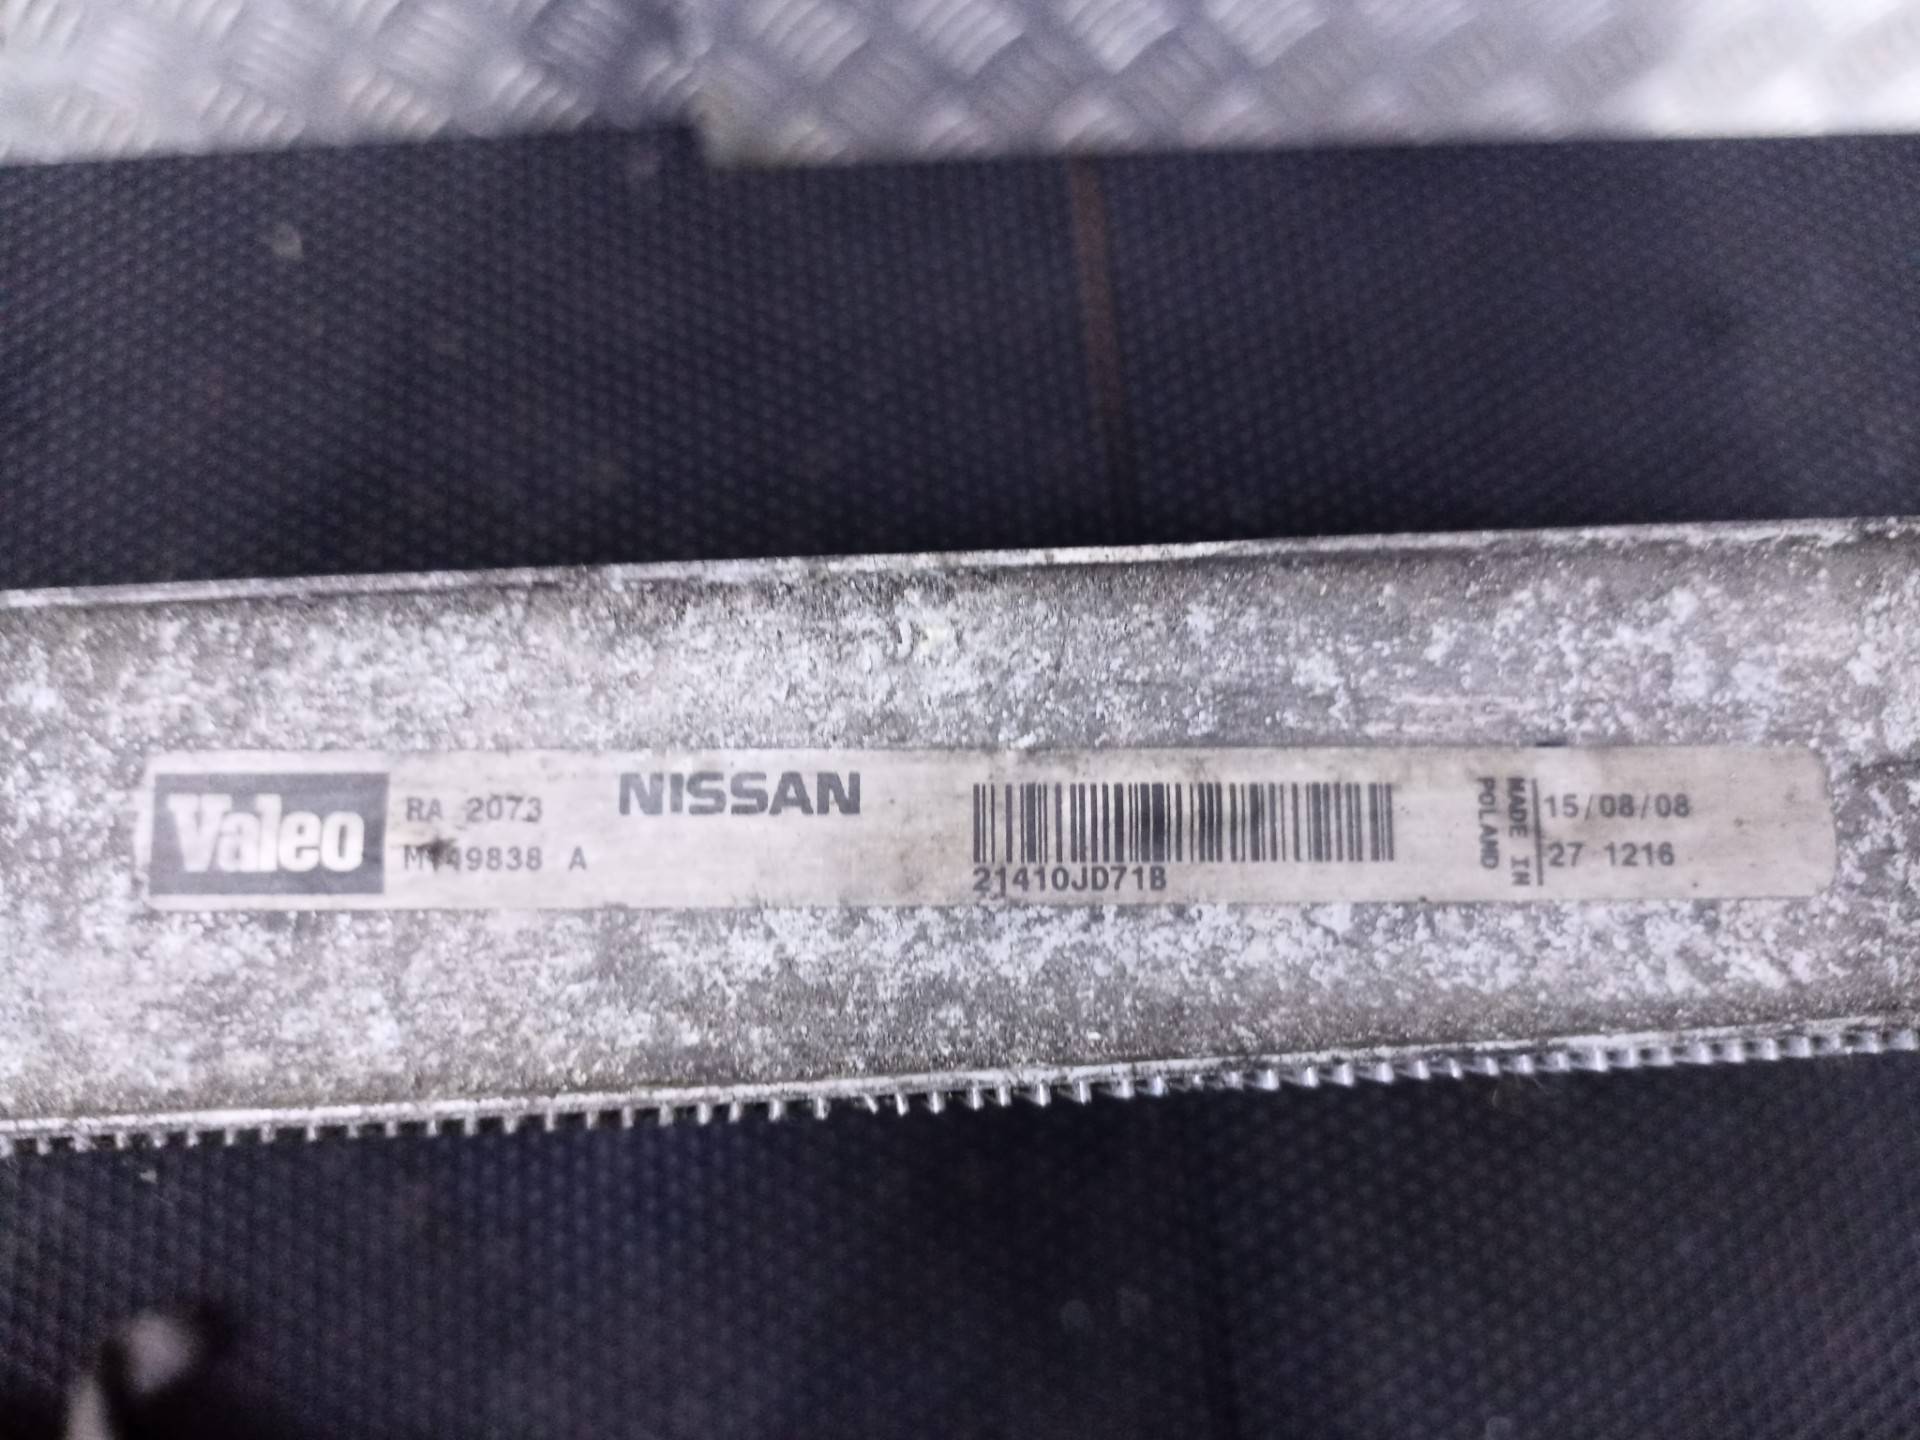 Valeo
RA 2073
49838 A
NISSAN
21410JD71B
MADE IN
POLAND
15/08/08
27 1216